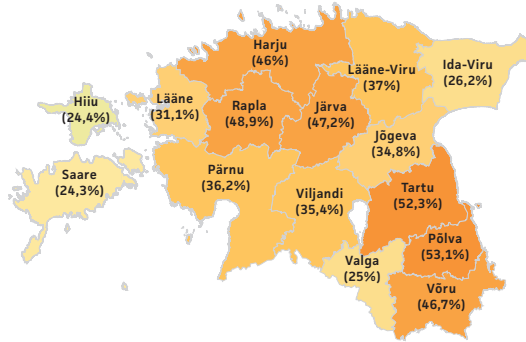 Harju
(46%)
Lääne-Viru
(37%)
Ida-Viru
(26,2%)
Hiiu
(24,4%)
Lääne
(31,1%)
Rapla
(48,9%)
Järva
(47,2%)
Jõgeva
(34,8%)
Saare
(24,3%)
Pärnu
(36,2%)
Viljandi
(35,4%)
Tartu
(52,3%)
Põlva
(53,1%)
Valga
(25%)
Võru
(46,7%)